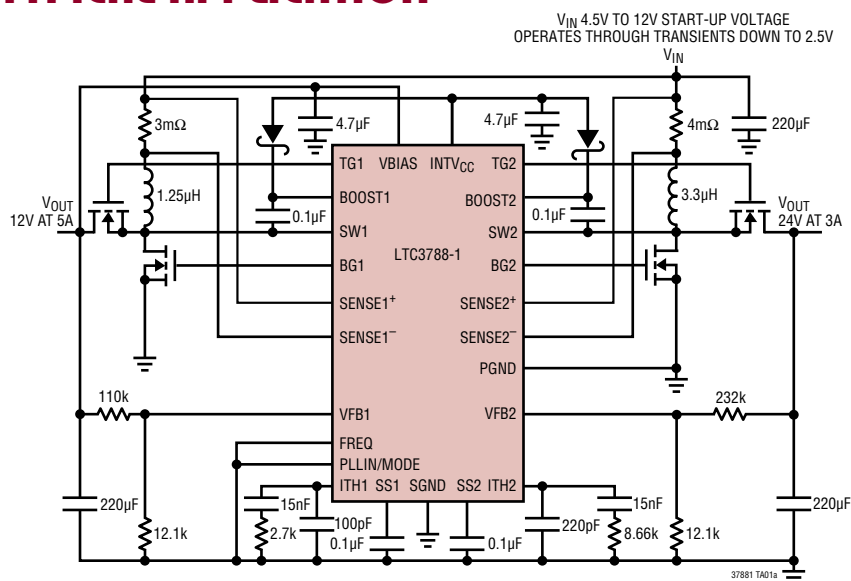 VIN 4.5V TO 12V START-UP VOLTAGE
OPERATES THROUGH TRANSIENTS DOWN TO 2.5V
VIN
3mΩ
4.7µF
4.7µF
4mΩ
220µF
TG1 VBIAS INTVCC TG2
VOUT
12V AT 5A
1.25µH
BOOST1
BOOST2
3.3µH
VOUT
24V AT 3A
0.1µF
0.1µF
SW1
SW2
LTC3788-1
BG1
BG2
SENSE1+
SENSE2+
SENSE1–
SENSE2–
PGND
110k
232k
VFB1
VFB2
FREQ
PLLIN/MODE
ITH1 SS1 SGND SS2 ITH2
220µF
15nF
15nF
220µF
100pF
220pF
12.1k
2.7k
0.1µF
0.1µF
8.66k
12.1k
37881 TA01a